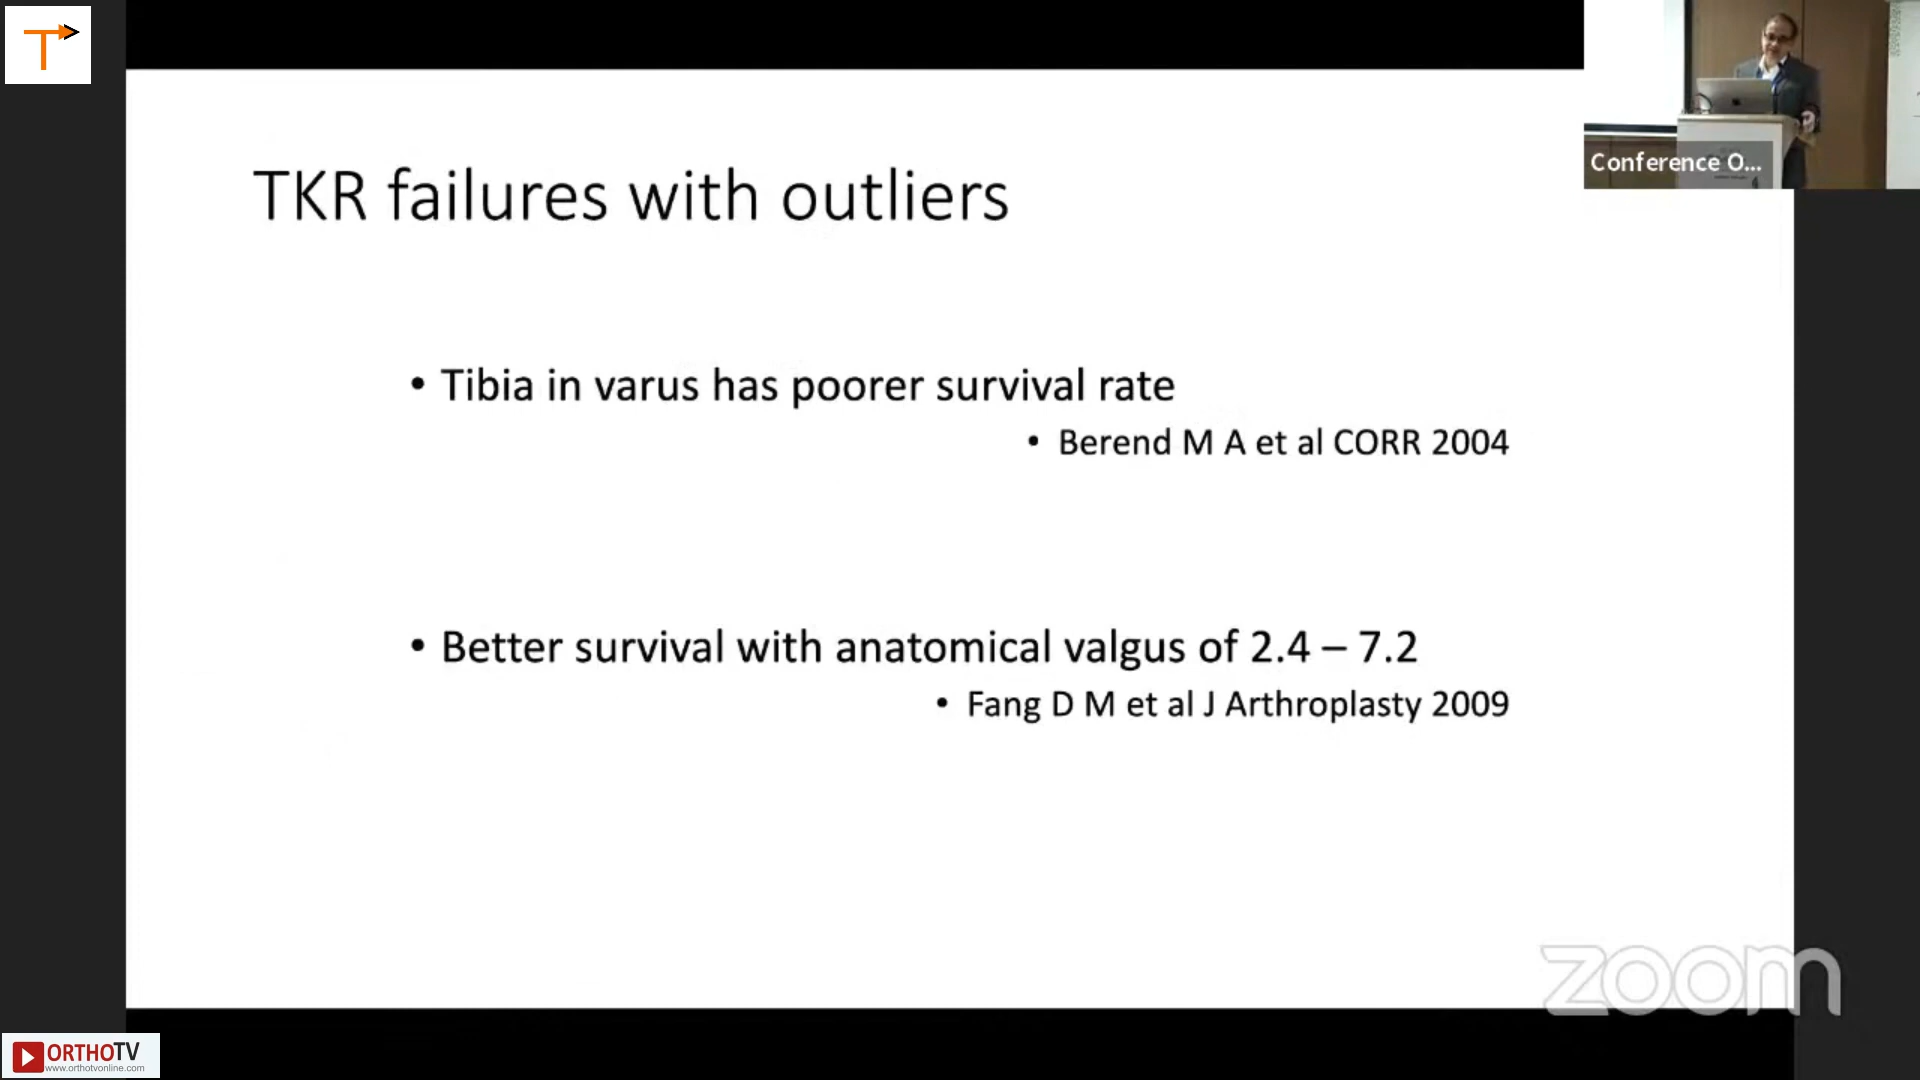 T
Conference O...
TKR failures with outliers
• Tibia in varus has poorer survival rate
• Berend M A et al CORR 2004
• Better survival with anatomical valgus of 2.4 – 7.2
• Fang D M et al J Arthroplasty 2009
zoom
ORTHOTV
www.orthotvonline.com